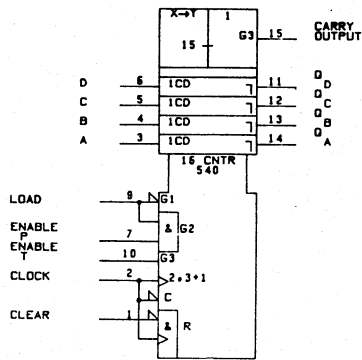 X→Y 1
15
G3 15 CARRY OUTPUT
Q
D 6 1CD 11 D
Q
C 5 1CD 12 C
Q
B 4 1CD 13 B
Q
A 3 1CD 14 A
16 CNTR
540
LOAD 9 G1
ENABLE P 7 & G2
ENABLE T 10 G3
CLOCK 2 2,3+1
C
CLEAR 1 & R